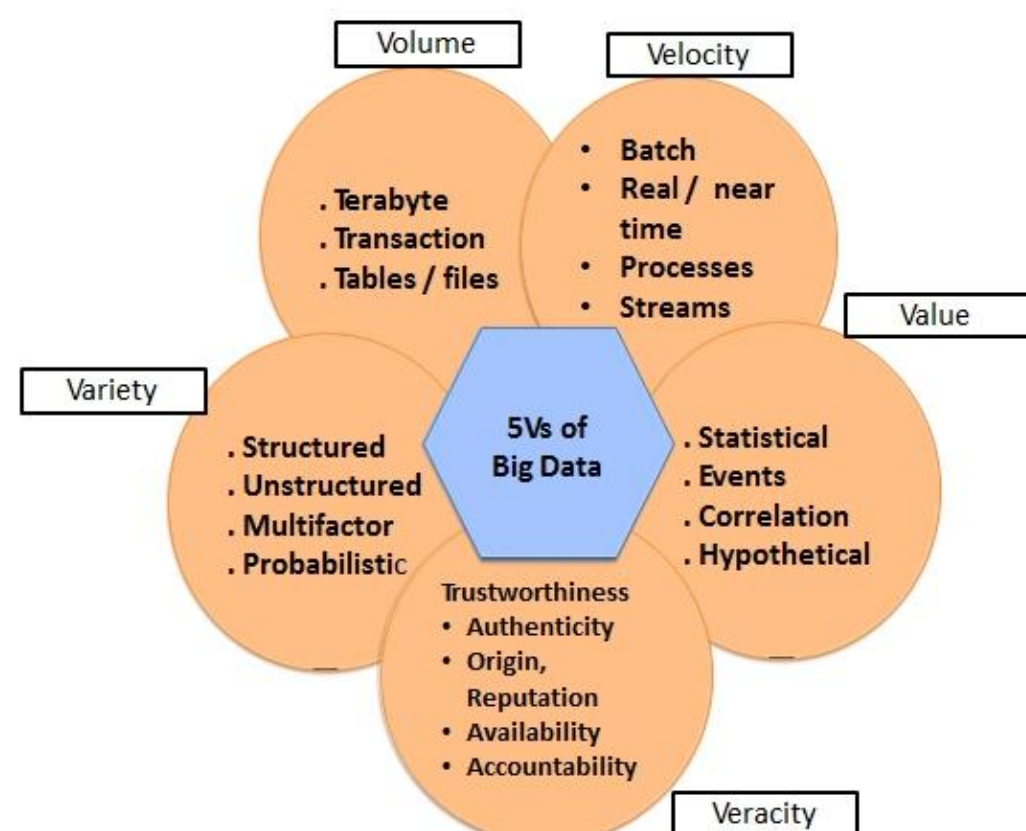 Volume
. Terabyte
. Transaction
. Tables / files
Velocity
• Batch
• Real / near
time
• Processes
• Streams
Value
. Statistical
. Events
. Correlation
. Hypothetical
Variety
. Structured
. Unstructured
. Multifactor
. Probabilistic
5Vs of
Big Data
Trustworthiness
• Authenticity
• Origin,
Reputation
• Availability
• Accountability
Veracity